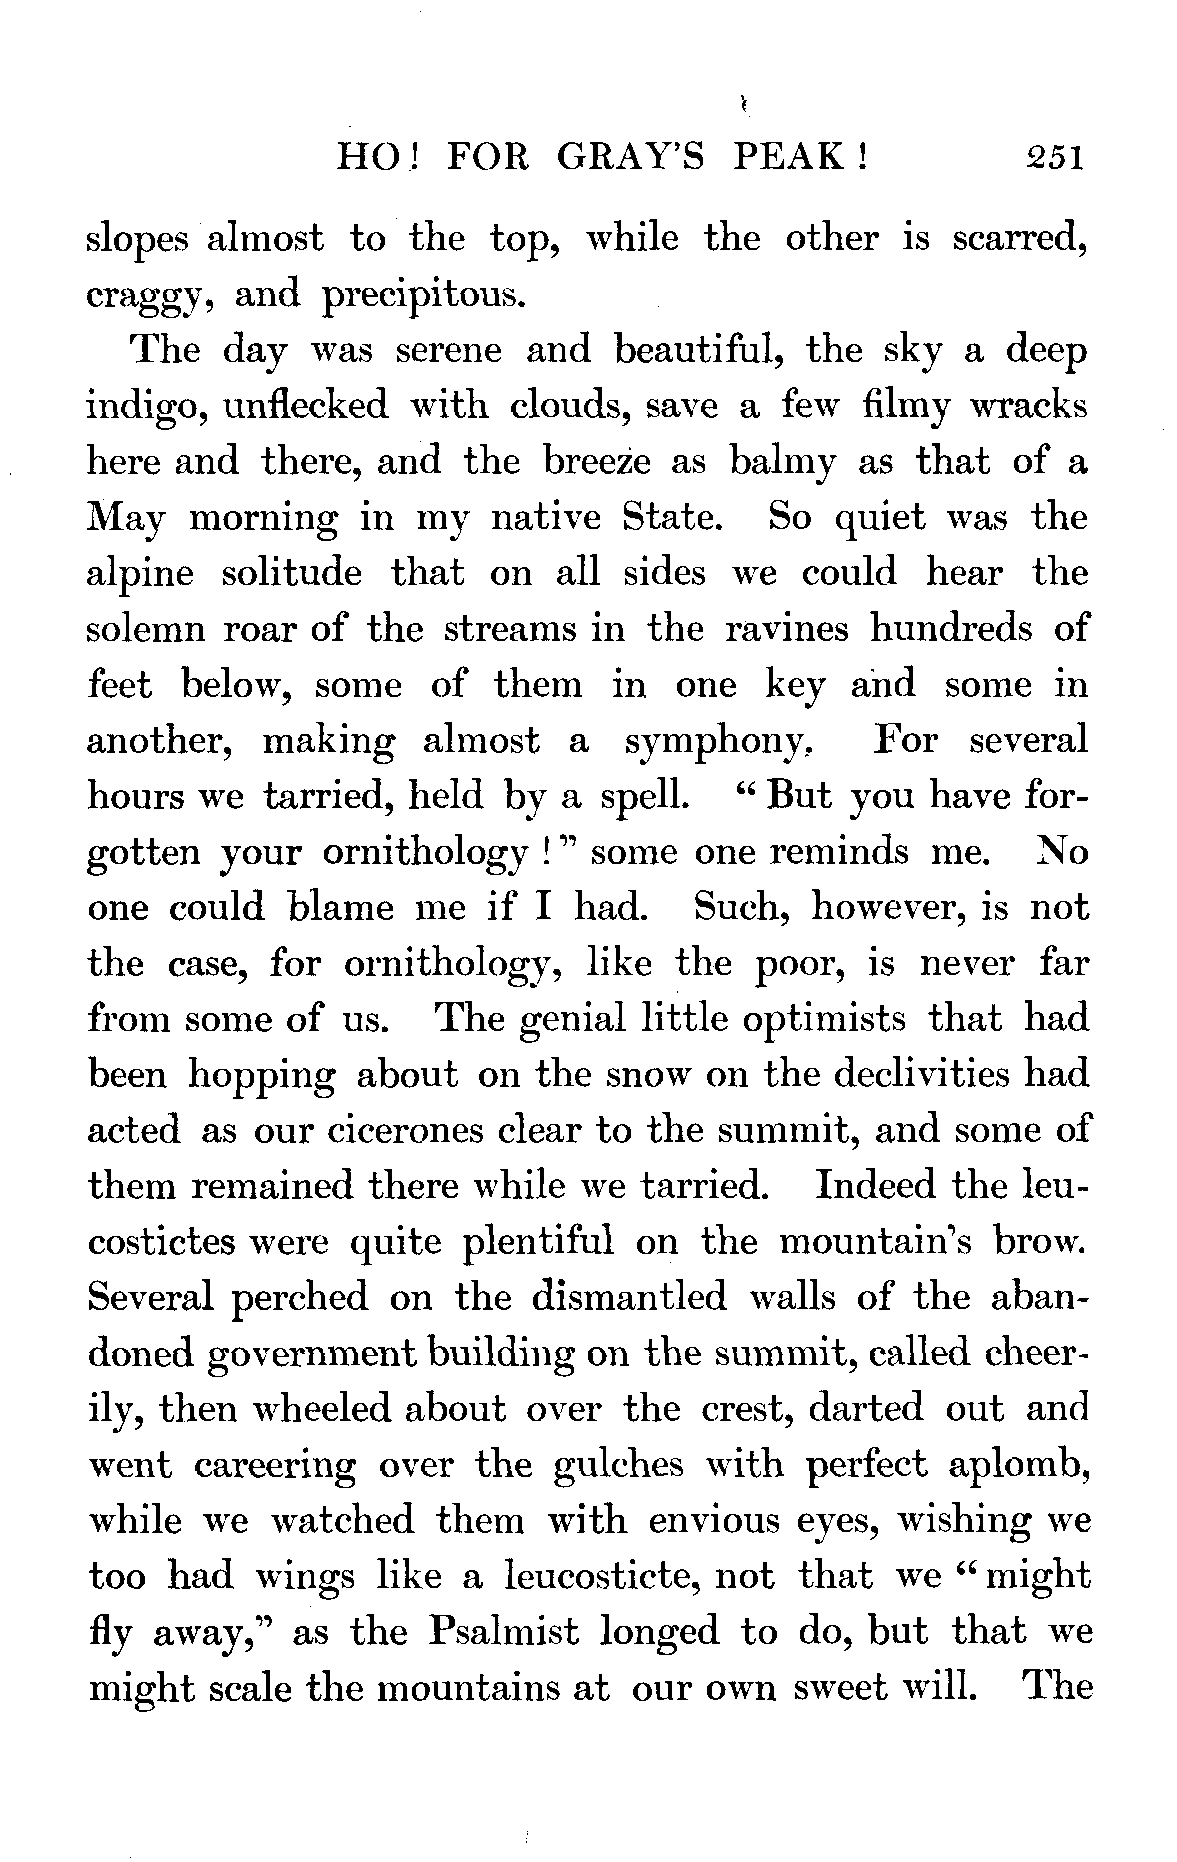 HO! FOR GRAY'S PEAK! 251
slopes almost to the top, while the other is scarred,
craggy, and precipitous.
The day was serene and beautiful, the sky a deep
indigo, unflecked with clouds, save a few filmy wracks
here and there, and the breeze as balmy as that of a
May morning in my native State. So quiet was the
alpine solitude that on all sides we could hear the
solemn roar of the streams in the ravines hundreds of
feet below, some of them in one key and some in
another, making almost a symphony. For several
hours we tarried, held by a spell. "But you have for-
gotten your ornithology!" some one reminds me. No
one could blame me if I had. Such, however, is not
the case, for ornithology, like the poor, is never far
from some of us. The genial little optimists that had
been hopping about on the snow on the declivities had
acted as our cicerones clear to the summit, and some of
them remained there while we tarried. Indeed the leu-
costictes were quite plentiful on the mountain's brow.
Several perched on the dismantled walls of the aban-
doned government building on the summit, called cheer-
ily, then wheeled about over the crest, darted out and
went careering over the gulches with perfect aplomb,
while we watched them with envious eyes, wishing we
too had wings like a leucosticte, not that we "might
fly away," as the Psalmist longed to do, but that we
might scale the mountains at our own sweet will. The